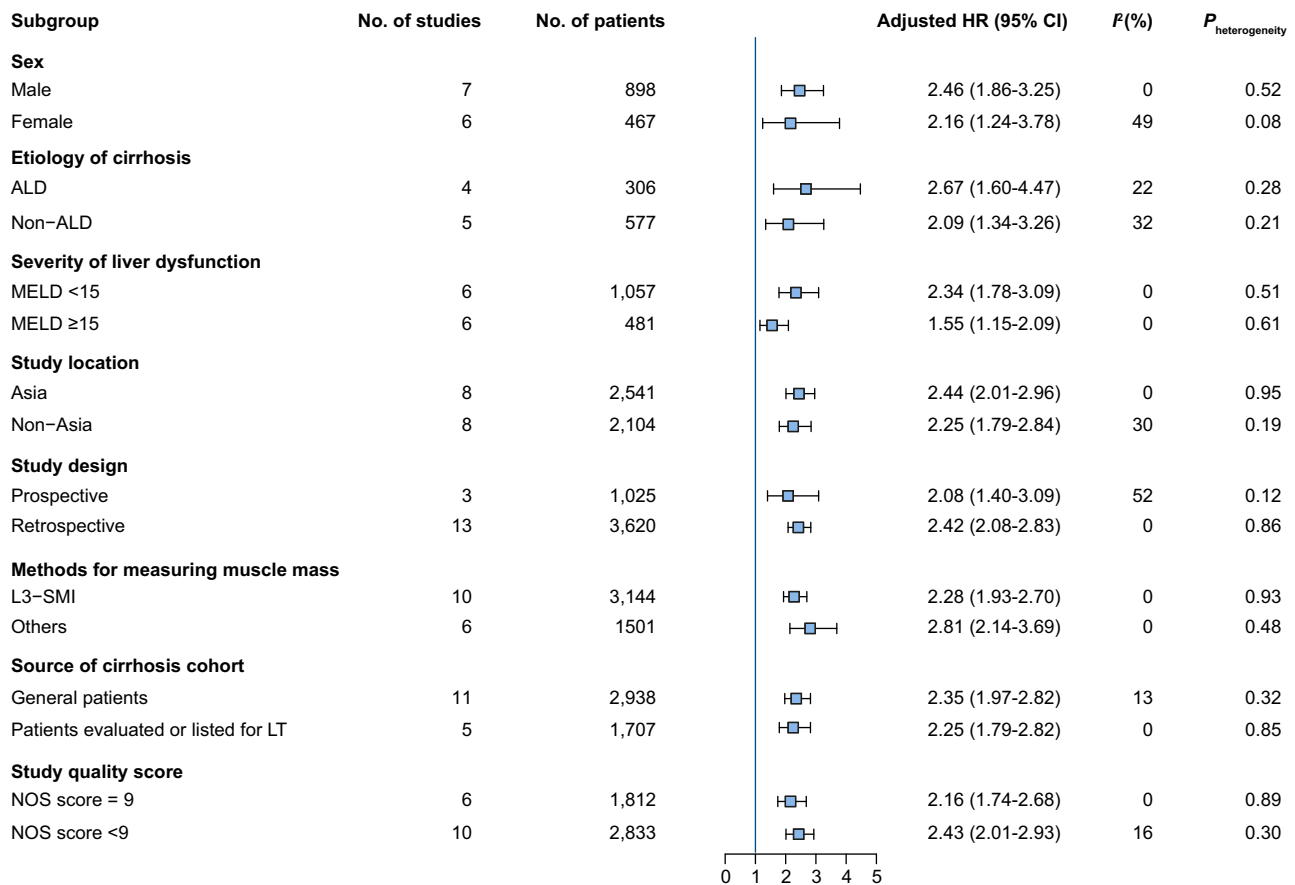 Subgroup No. of studies No. of patients Adjusted HR (95% CI) I²(%) P heterogeneity
Sex
Male 7 898 2.46 (1.86-3.25) 0 0.52
Female 6 467 2.16 (1.24-3.78) 49 0.08
Etiology of cirrhosis
ALD 4 306 2.67 (1.60-4.47) 22 0.28
Non−ALD 5 577 2.09 (1.34-3.26) 32 0.21
Severity of liver dysfunction
MELD <15 6 1,057 2.34 (1.78-3.09) 0 0.51
MELD ≥15 6 481 1.55 (1.15-2.09) 0 0.61
Study location
Asia 8 2,541 2.44 (2.01-2.96) 0 0.95
Non−Asia 8 2,104 2.25 (1.79-2.84) 30 0.19
Study design
Prospective 3 1,025 2.08 (1.40-3.09) 52 0.12
Retrospective 13 3,620 2.42 (2.08-2.83) 0 0.86
Methods for measuring muscle mass
L3−SMI 10 3,144 2.28 (1.93-2.70) 0 0.93
Others 6 1501 2.81 (2.14-3.69) 0 0.48
Source of cirrhosis cohort
General patients 11 2,938 2.35 (1.97-2.82) 13 0.32
Patients evaluated or listed for LT 5 1,707 2.25 (1.79-2.82) 0 0.85
Study quality score
NOS score = 9 6 1,812 2.16 (1.74-2.68) 0 0.89
NOS score <9 10 2,833 2.43 (2.01-2.93) 16 0.30
0 1 2 3 4 5